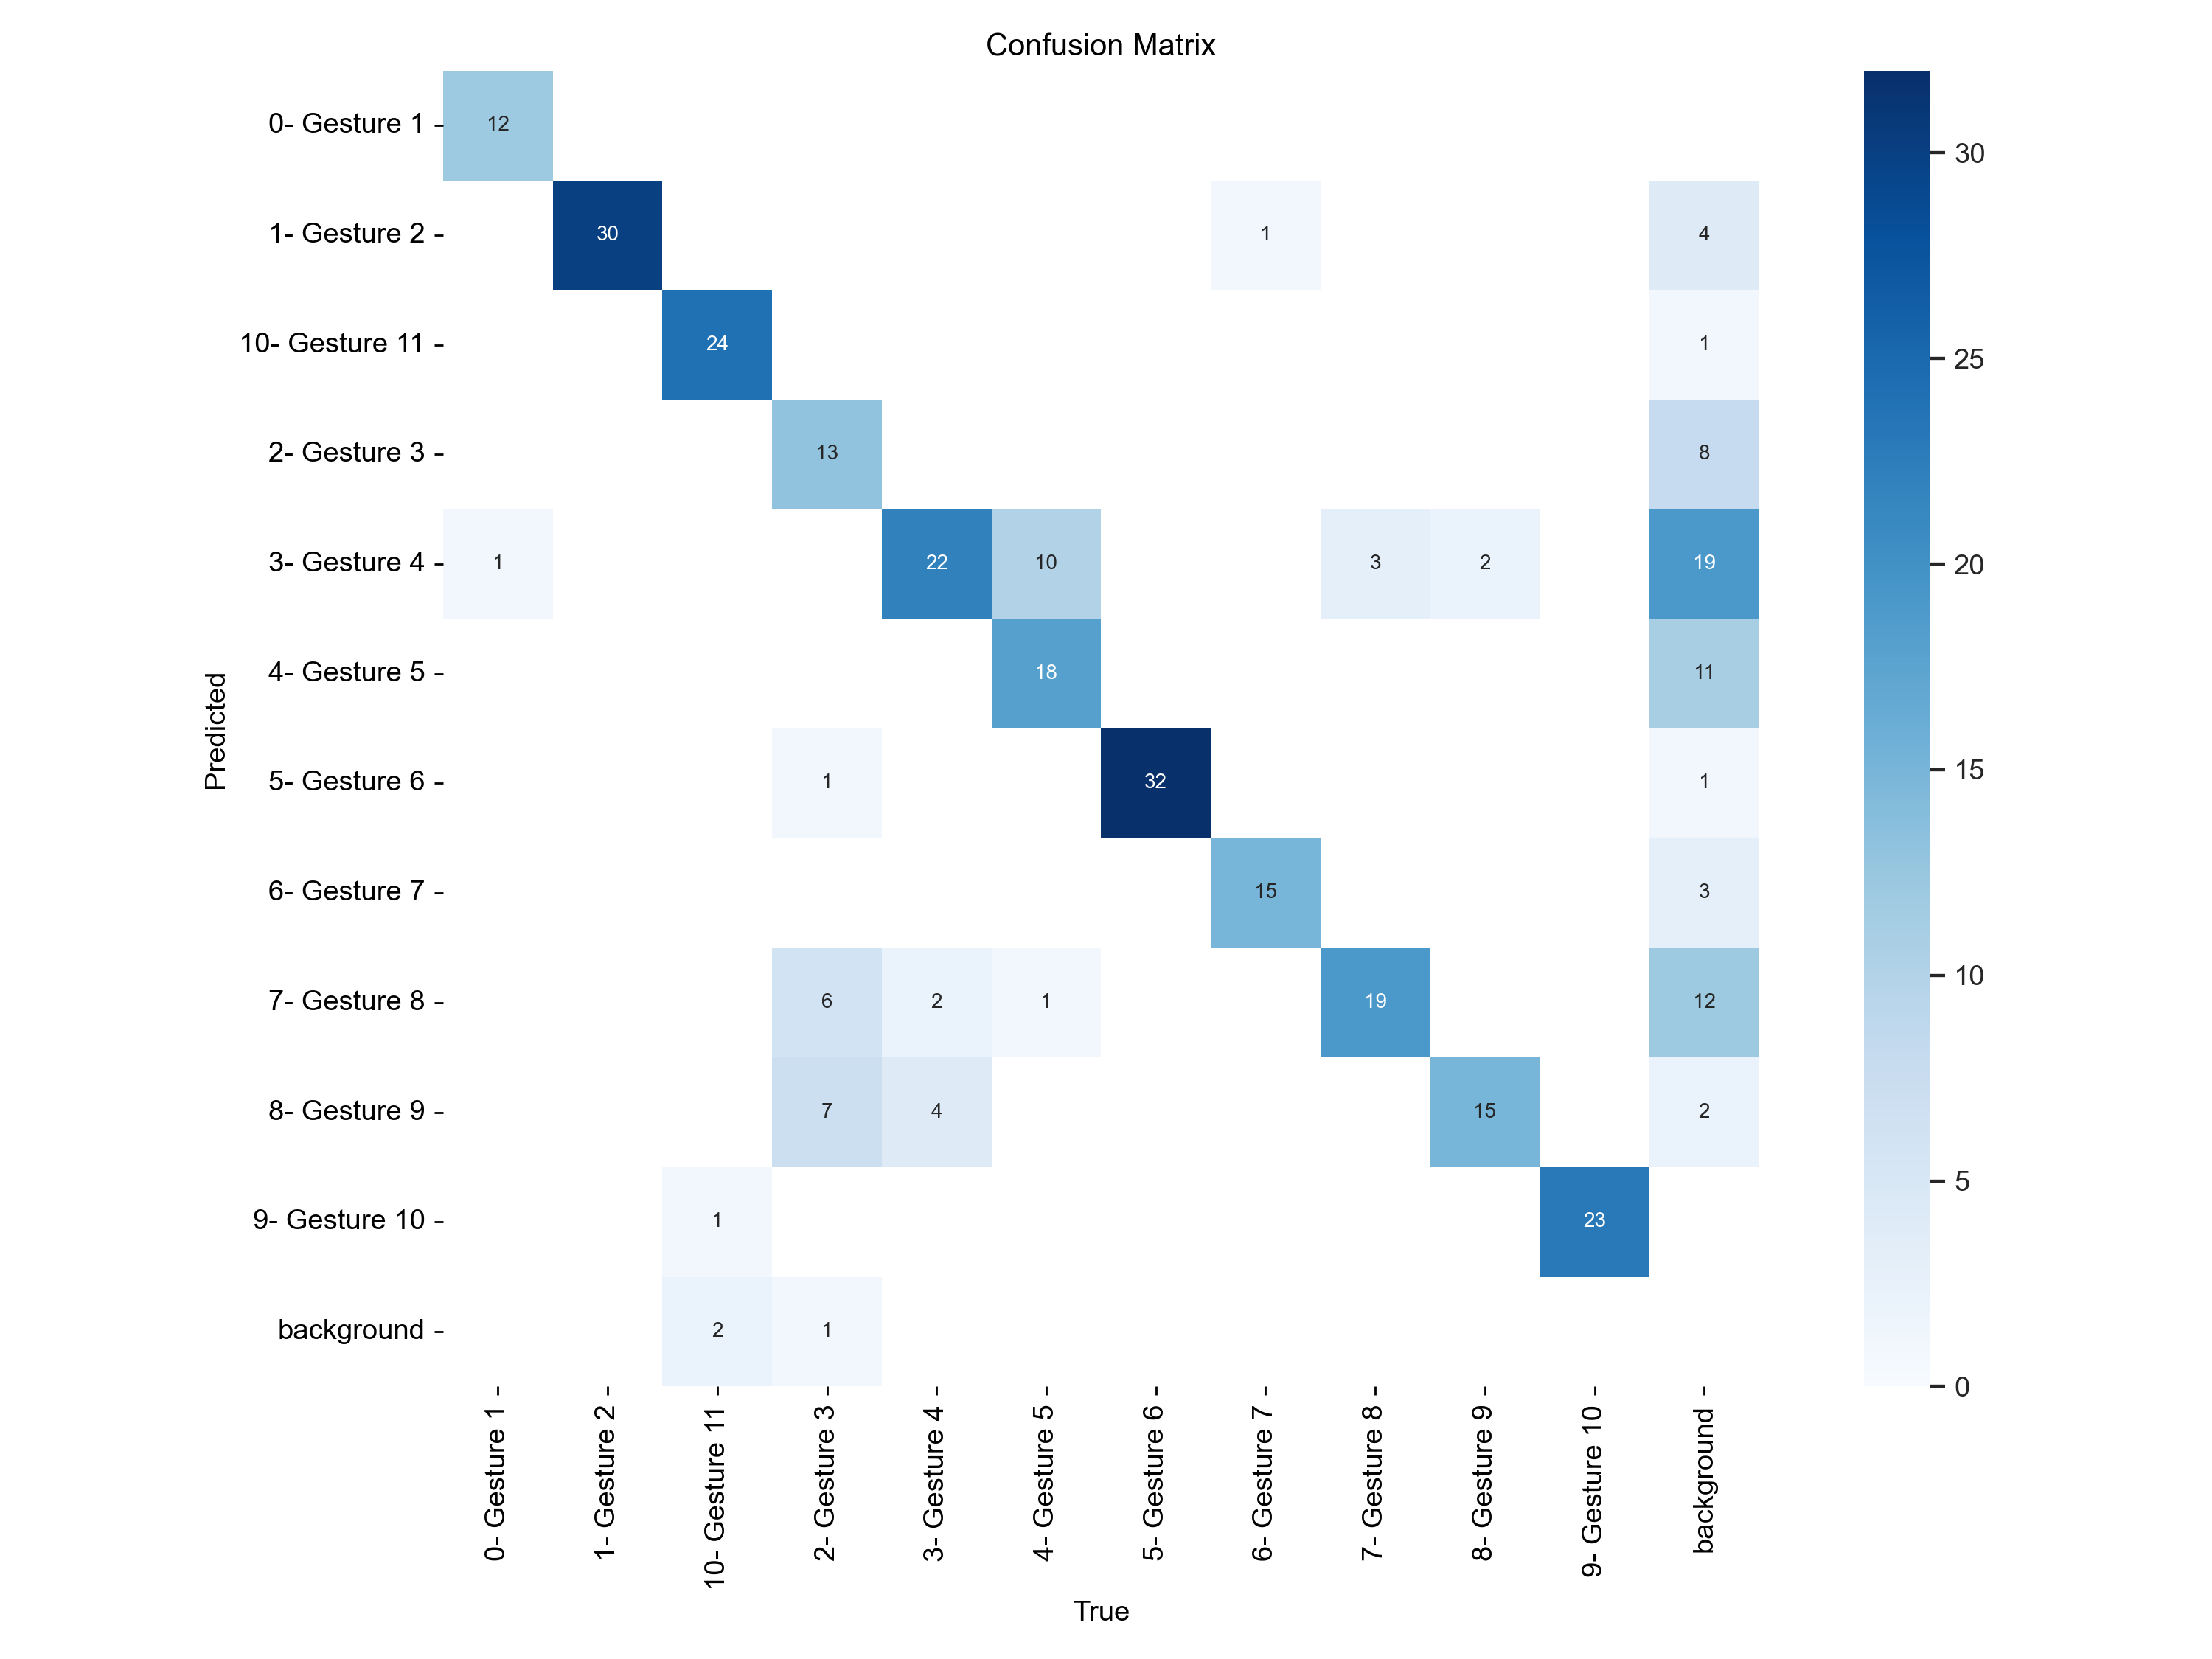 Confusion Matrix
0- Gesture 1
12
1- Gesture 2
30 1 4
10- Gesture 11
24 1
2- Gesture 3
13 8
3- Gesture 4
1 22 10 3 2 19
4- Gesture 5
18 11
5- Gesture 6
1 32 1
6- Gesture 7
15 3
7- Gesture 8
6 2 1 19 12
8- Gesture 9
7 4 15 2
9- Gesture 10
1 23
background
2 1
Predicted
0- Gesture 1
1- Gesture 2
10- Gesture 11
2- Gesture 3
3- Gesture 4
4- Gesture 5
5- Gesture 6
6- Gesture 7
7- Gesture 8
8- Gesture 9
9- Gesture 10
background
True
30
25
20
15
10
5
0